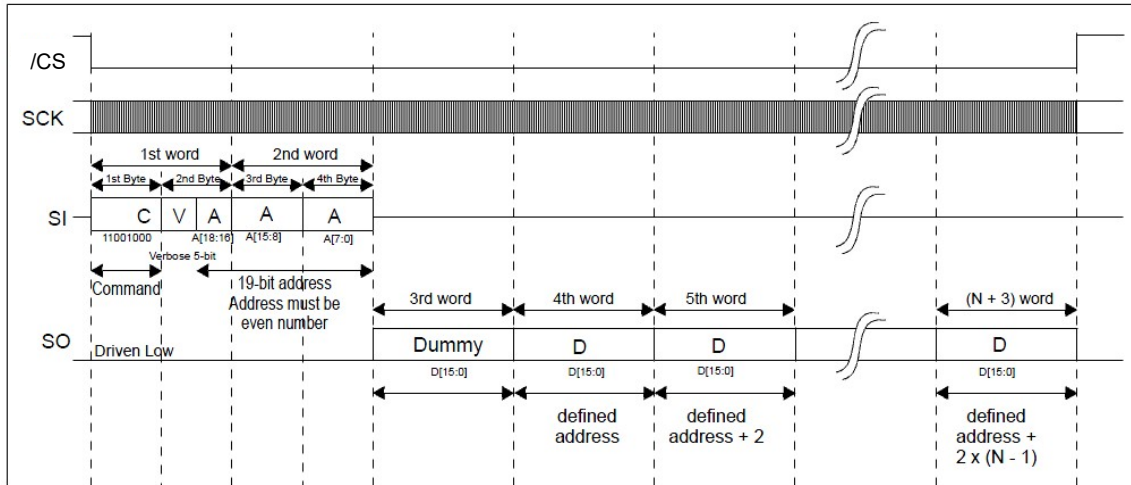 /CS
SCK
1st word 2nd word
1st Byte 2nd Byte 3rd Byte 4th Byte
SI C V A A A
11001000 A[18:16] A[15:8] A[7:0]
Verbose 5-bit
Command 19-bit address
Address must be
even number
3rd word 4th word 5th word (N + 3) word
SO Driven Low Dummy D D D
D[15:0] D[15:0] D[15:0] D[15:0]
defined
address
defined
address + 2
defined
address +
2 x (N - 1)